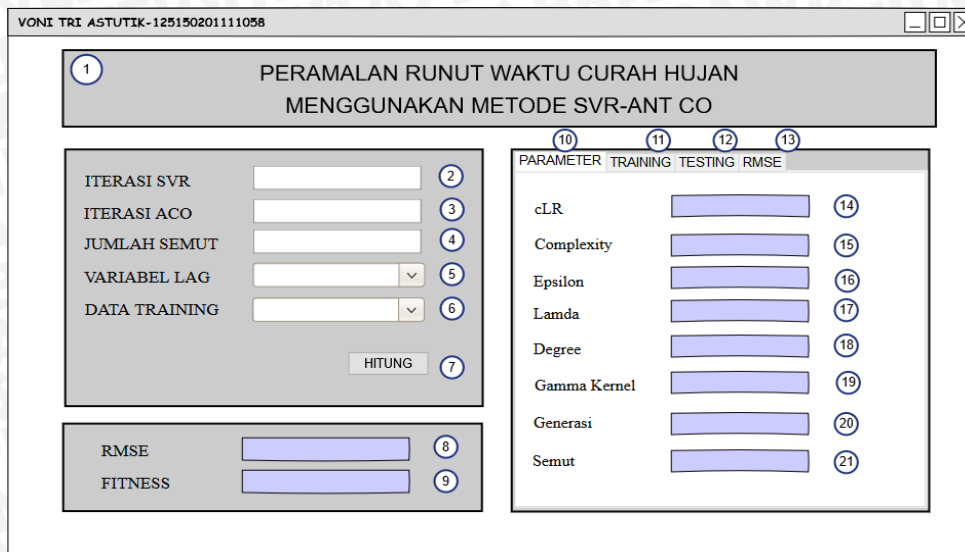 VONI TRI ASTUTIK-125150201111058
1
PERAMALAN RUNUT WAKTU CURAH HUJAN
MENGGUNAKAN METODE SVR-ANT CO
ITERASI SVR 2
ITERASI ACO 3
JUMLAH SEMUT 4
VARIABEL LAG 5
DATA TRAINING 6
HITUNG 7
RMSE 8
FITNESS 9
10 11 12 13
PARAMETER TRAINING TESTING RMSE
cLR 14
Complexity 15
Epsilon 16
Lamda 17
Degree 18
Gamma Kernel 19
Generasi 20
Semut 21